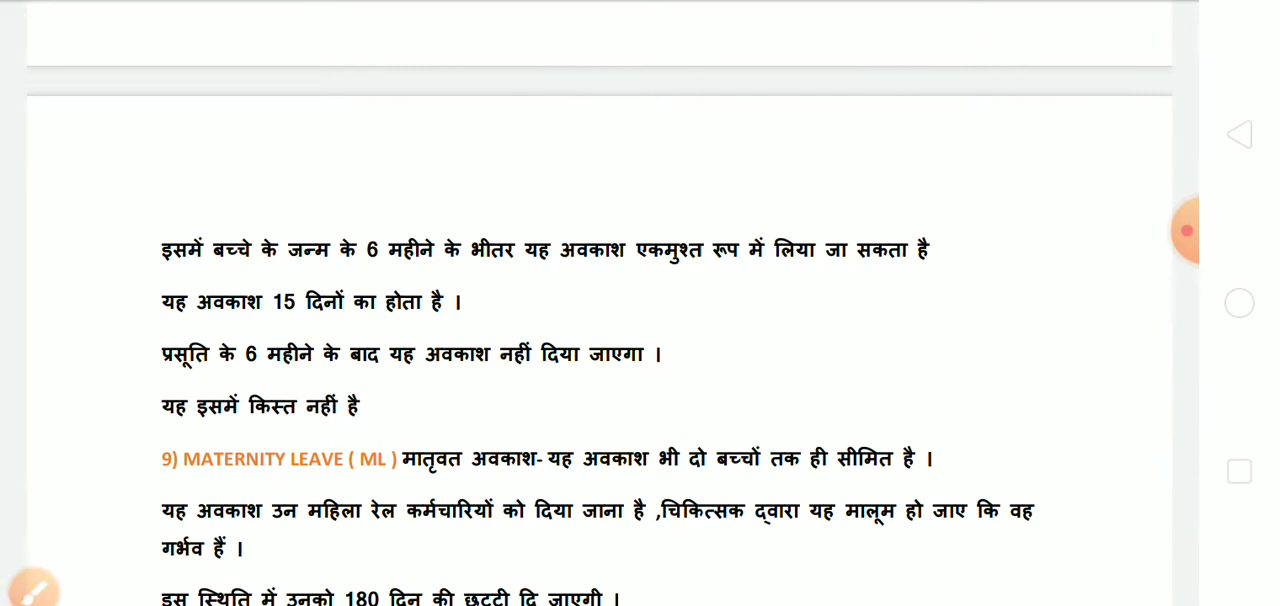 इसमें बच्चे के जन्म के 6 महीने के भीतर यह अवकाश एकमुश्त रूप में लिया जा सकता है
यह अवकाश 15 दिनों का होता है ।
प्रसूति के 6 महीने के बाद यह अवकाश नहीं दिया जाएगा ।
यह इसमें किस्त नहीं है
9) MATERNITY LEAVE ( ML ) मातृवत अवकाश- यह अवकाश भी दो बच्चों तक ही सीमित है ।
यह अवकाश उन महिला रेल कर्मचारियों को दिया जाना है ,चिकित्सक द्वारा यह मालूम हो जाए कि वह
गर्भव हैं ।
इस स्थिति में उनको 180 दिन की छुट्टी दि जाएगी ।